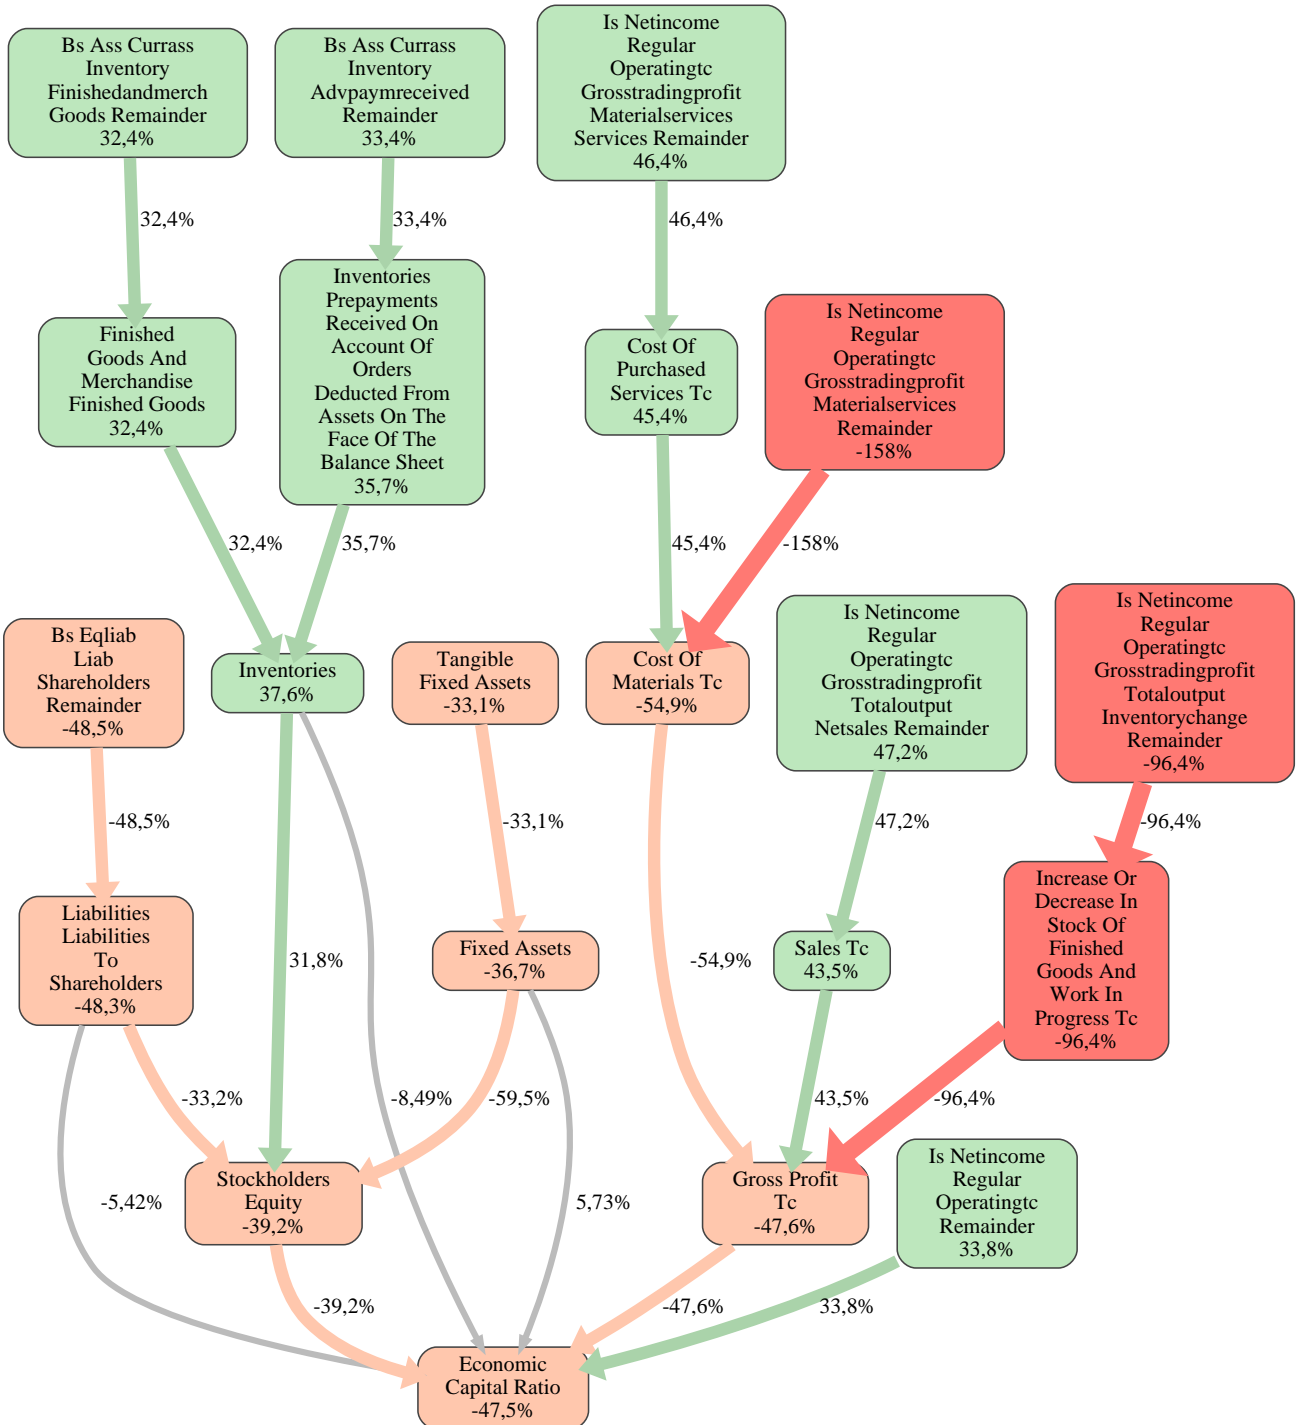 Bs Ass Currass
Inventory
Finishedandmerch
Goods Remainder
32,4%
Bs Ass Currass
Inventory
Advpaymreceived
Remainder
33,4%
Is Netincome
Regular
Operatingtc
Grosstradingprofit
Materialservices
Services Remainder
46,4%
32,4%
33,4%
46,4%
Finished
Goods And
Merchandise
Finished Goods
32,4%
Inventories
Prepayments
Received On
Account Of
Orders
Deducted From
Assets On The
Face Of The
Balance Sheet
35,7%
Cost Of
Purchased
Services Tc
45,4%
Is Netincome
Regular
Operatingtc
Grosstradingprofit
Materialservices
Remainder
-158%
32,4%
35,7%
45,4%
-158%
Bs Eqliab
Liab
Shareholders
Remainder
-48,5%
Inventories
37,6%
Tangible
Fixed Assets
-33,1%
Cost Of
Materials Tc
-54,9%
Is Netincome
Regular
Operatingtc
Grosstradingprofit
Totaloutput
Netsales Remainder
47,2%
Is Netincome
Regular
Operatingtc
Grosstradingprofit
Totaloutput
Inventorychange
Remainder
-96,4%
-48,5%
-33,1%
47,2%
-96,4%
Liabilities
Liabilities
To
Shareholders
-48,3%
31,8%
Fixed Assets
-36,7%
-54,9%
Sales Tc
43,5%
Increase Or
Decrease In
Stock Of
Finished
Goods And
Work In
Progress Tc
-96,4%
-33,2%
-8,49%
-59,5%
43,5%
-96,4%
-5,42%
Stockholders
Equity
-39,2%
5,73%
Gross Profit
Tc
-47,6%
Is Netincome
Regular
Operatingtc
Remainder
33,8%
-39,2%
-47,6%
33,8%
Economic
Capital Ratio
-47,5%